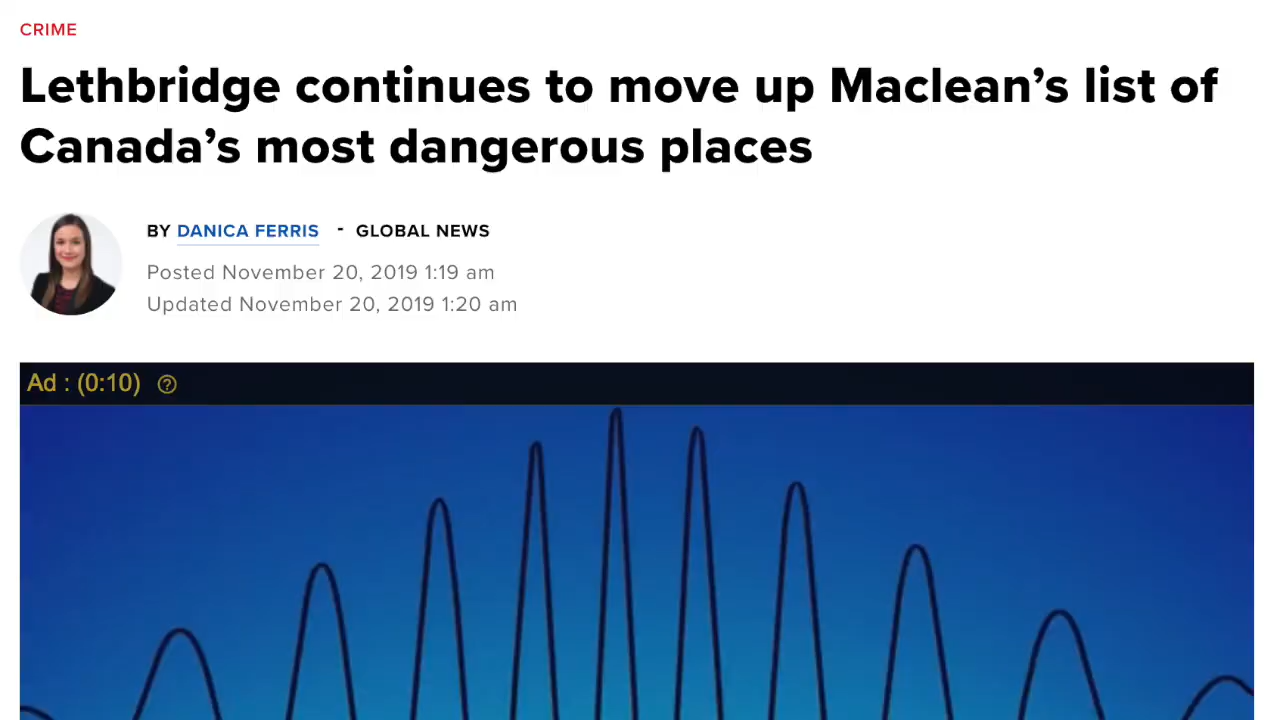 CRIME
Lethbridge continues to move up Maclean’s list of
Canada’s most dangerous places
BY DANICA FERRIS - GLOBAL NEWS
Posted November 20, 2019 1:19 am
Updated November 20, 2019 1:20 am
Ad : (0:10) ?